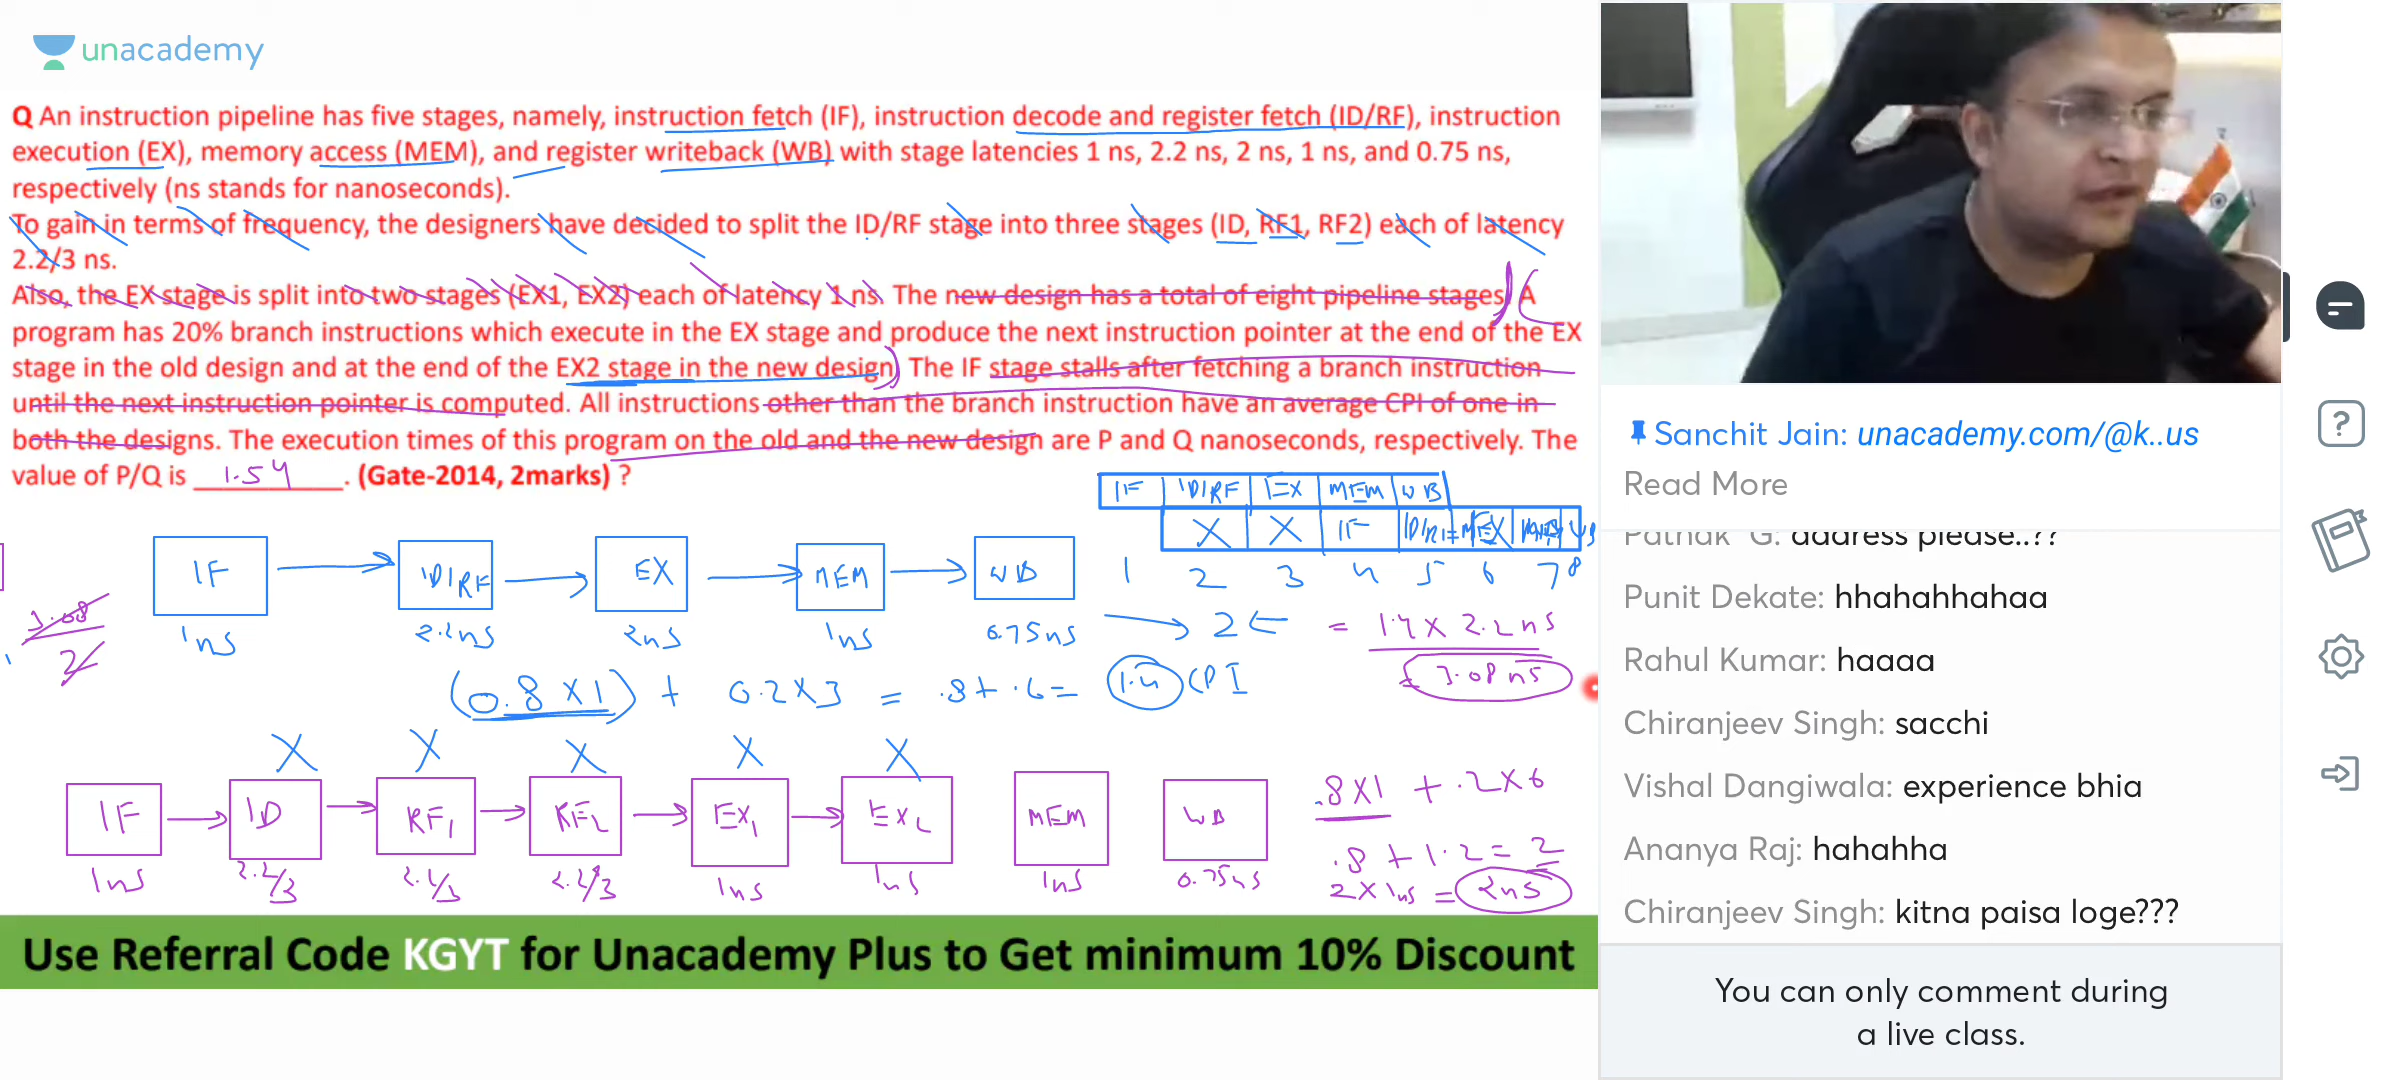 unacademy
Q An instruction pipeline has five stages, namely, instruction fetch (IF), instruction decode and register fetch (ID/RF), instruction
execution (EX), memory access (MEM), and register writeback (WB) with stage latencies 1 ns, 2.2 ns, 2 ns, 1 ns, and 0.75 ns,
respectively (ns stands for nanoseconds).
To gain in terms of frequency, the designers have decided to split the ID/RF stage into three stages (ID, RF1, RF2) each of latency
2.2/3 ns.
Also, the EX stage is split into two stages (EX1, EX2) each of latency 1 ns. The new design has a total of eight pipeline stages. A
program has 20% branch instructions which execute in the EX stage and produce the next instruction pointer at the end of the EX
stage in the old design and at the end of the EX2 stage in the new design. The IF stage stalls after fetching a branch instruction
until the next instruction pointer is computed. All instructions other than the branch instruction have an average CPI of one in
both the designs. The execution times of this program on the old and the new design are P and Q nanoseconds, respectively. The
value of P/Q is 1.54. (Gate-2014, 2marks) ?
IF ID/RF EX MEM WB
X X IF
1 2 3 4 5 6 7 8
IF ID/RF EX MEM WB
1ns 2.2ns 2ns 1ns 0.75ns
3.08
2
2 = 1.4 X 2.2ns
(0.8 X 1) + 0.2 X 3 = .8 + .6 = 1.4 CPI
= 3.08 ns
X X X X X
IF ID RF1 RF2 EX1 EX2 MEM WB
1ns 2.2/3 2.2/3 2.2/3 1ns 1ns 1ns 0.75ns
.8X1 + .2X6
.8 + 1.2 = 2
2 X 1ns = 2ns
Use Referral Code KGYT for Unacademy Plus to Get minimum 10% Discount
Sanchit Jain: unacademy.com/@k..us
Read More
Pathak G: address please..??
Punit Dekate: hhahahhahaa
Rahul Kumar: haaaa
Chiranjeev Singh: sacchi
Vishal Dangiwala: experience bhia
Ananya Raj: hahahha
Chiranjeev Singh: kitna paisa loge???
You can only comment during
a live class.